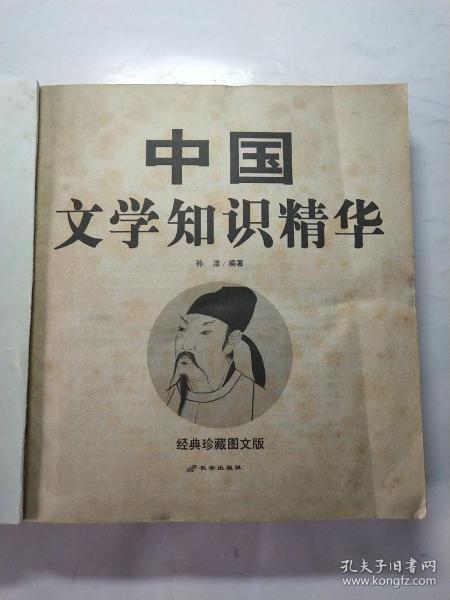 中国
文学知识精华
孙 洁/编著
经典珍藏图文版
长安出版社
孔夫子旧书网
www.kongfz.com